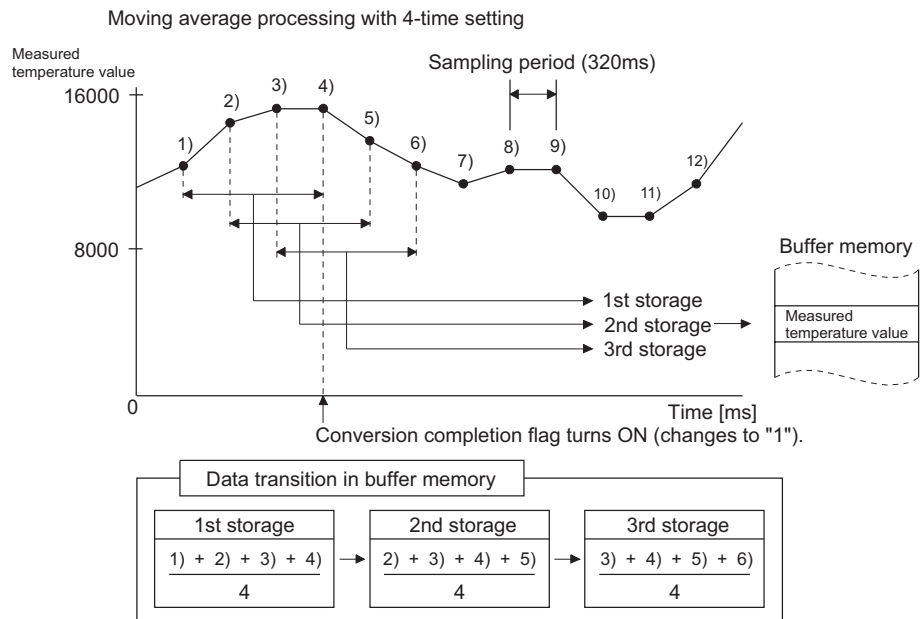 Moving average processing with 4-time setting
Measured
temperature value
16000
8000
0
1)
2)
3)
4)
5)
6)
7)
8)
9)
10)
11)
12)
Sampling period (320ms)
1st storage
2nd storage
3rd storage
Buffer memory
Measured
temperature value
Time [ms]
Conversion completion flag turns ON (changes to "1").
Data transition in buffer memory
1st storage
1) + 2) + 3) + 4)
4
2nd storage
2) + 3) + 4) + 5)
4
3rd storage
3) + 4) + 5) + 6)
4